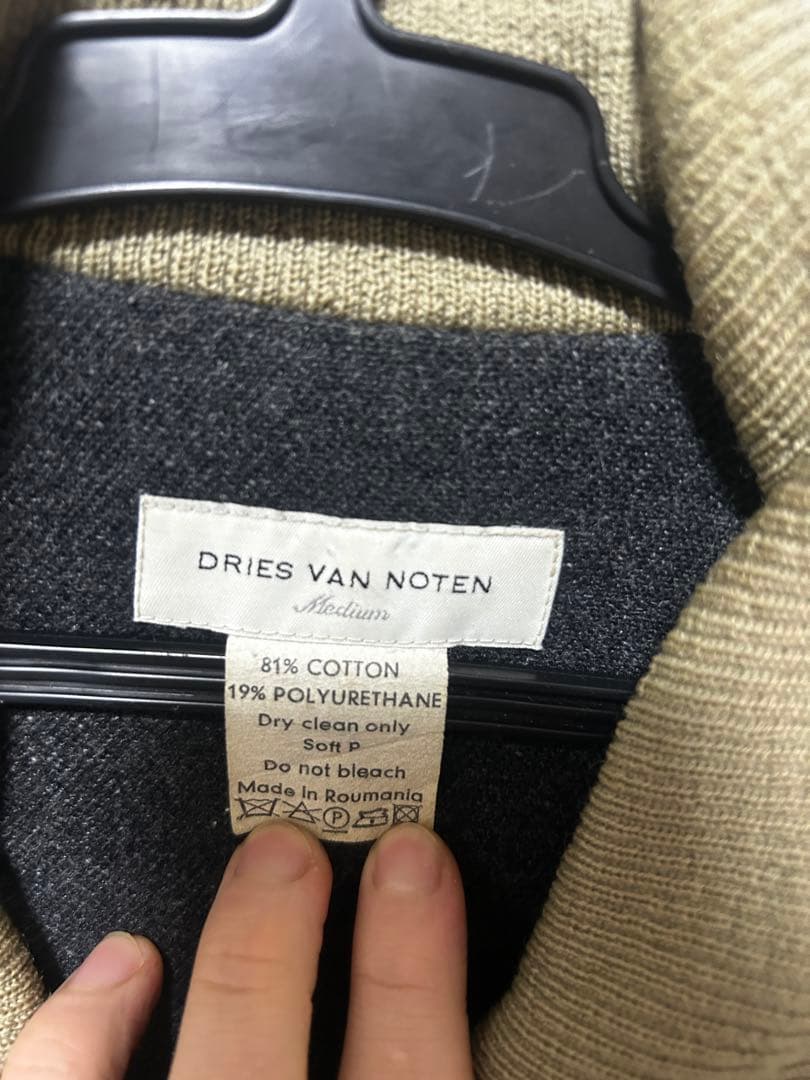 DRIES VAN NOTEN
Medium
81% COTTON
19% POLYURETHANE
Dry clean only
Soft P
Do not bleach
Made in Roumania
P